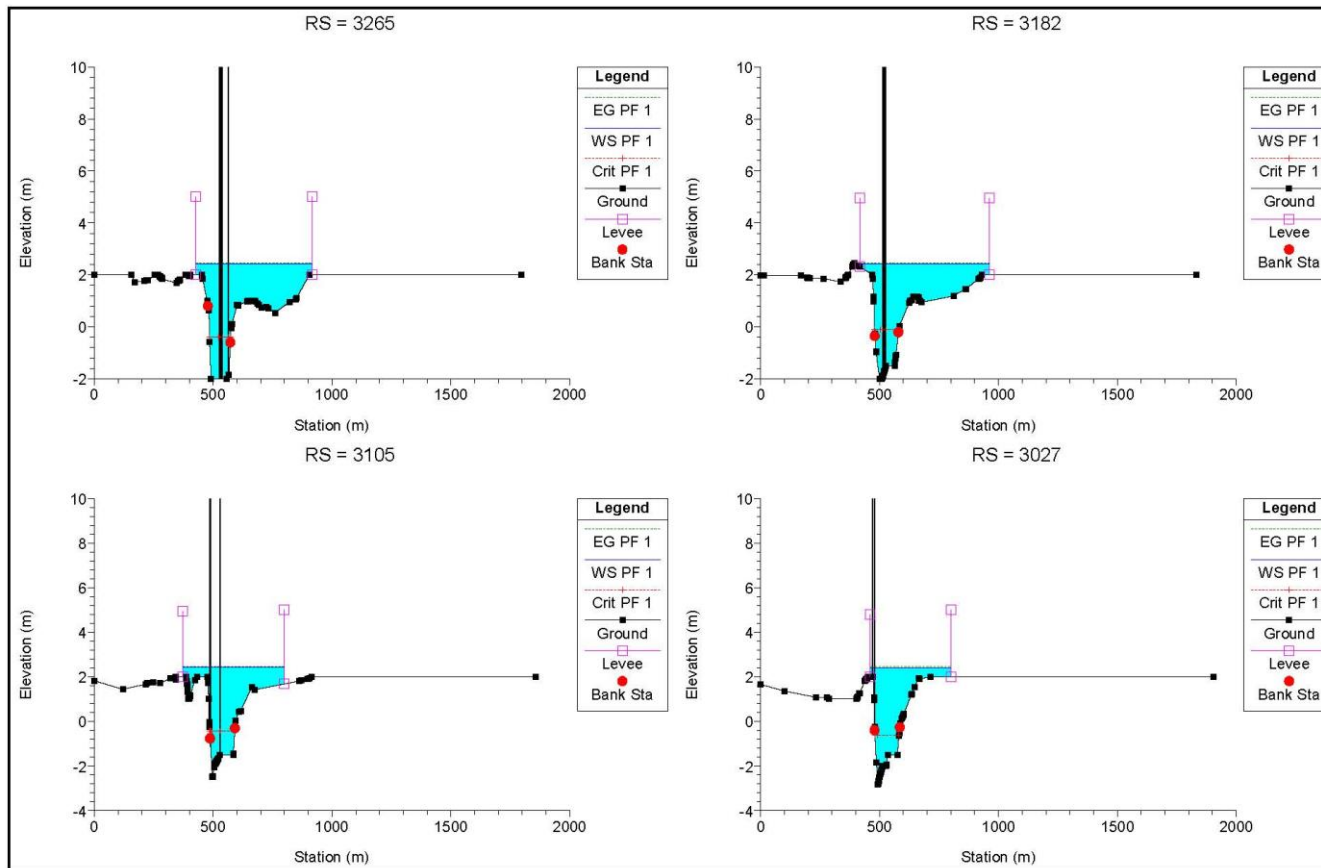 RS = 3265
10
8
6
4
2
0
-2
Elevation (m)
0 500 1000 1500 2000
Station (m)
Legend
EG PF 1
WS PF 1
Crit PF 1
Ground
Levee
Bank Sta
RS = 3182
10
8
6
4
2
0
-2
Elevation (m)
0 500 1000 1500 2000
Station (m)
Legend
EG PF 1
WS PF 1
Crit PF 1
Ground
Levee
Bank Sta
RS = 3105
10
8
6
4
2
0
-2
-4
Elevation (m)
0 500 1000 1500 2000
Station (m)
Legend
EG PF 1
WS PF 1
Crit PF 1
Ground
Levee
Bank Sta
RS = 3027
10
8
6
4
2
0
-2
-4
Elevation (m)
0 500 1000 1500 2000
Station (m)
Legend
EG PF 1
WS PF 1
Crit PF 1
Ground
Levee
Bank Sta